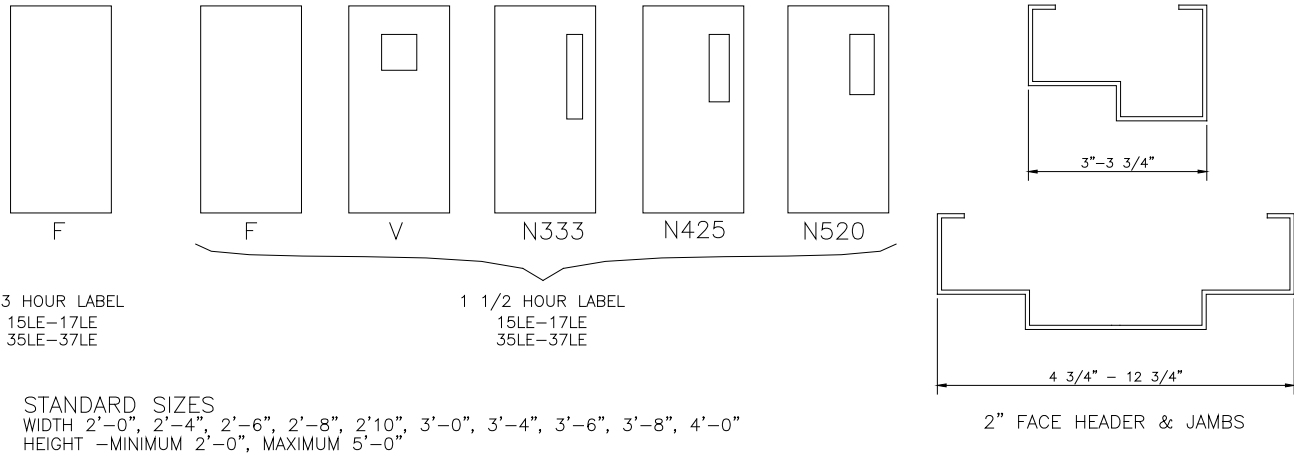 F
F
V
N333
N425
N520
3 HOUR LABEL
15LE-17LE
35LE-37LE
1 1/2 HOUR LABEL
15LE-17LE
35LE-37LE
STANDARD SIZES
WIDTH 2'-0", 2'-4", 2'-6", 2'-8", 2'10", 3'-0", 3'-4", 3'-6", 3'-8", 4'-0"
HEIGHT -MINIMUM 2'-0", MAXIMUM 5'-0"
3"-3 3/4"
4 3/4" - 12 3/4"
2" FACE HEADER & JAMBS